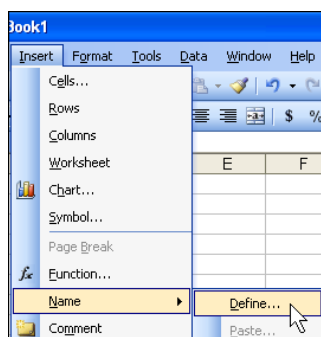 Book1
Insert Format Tools Data Window Help
Cells...
Rows
Columns
Worksheet
Chart...
Symbol...
Page Break
Function...
Name
Comment
Define...
Paste...
E F
$ %